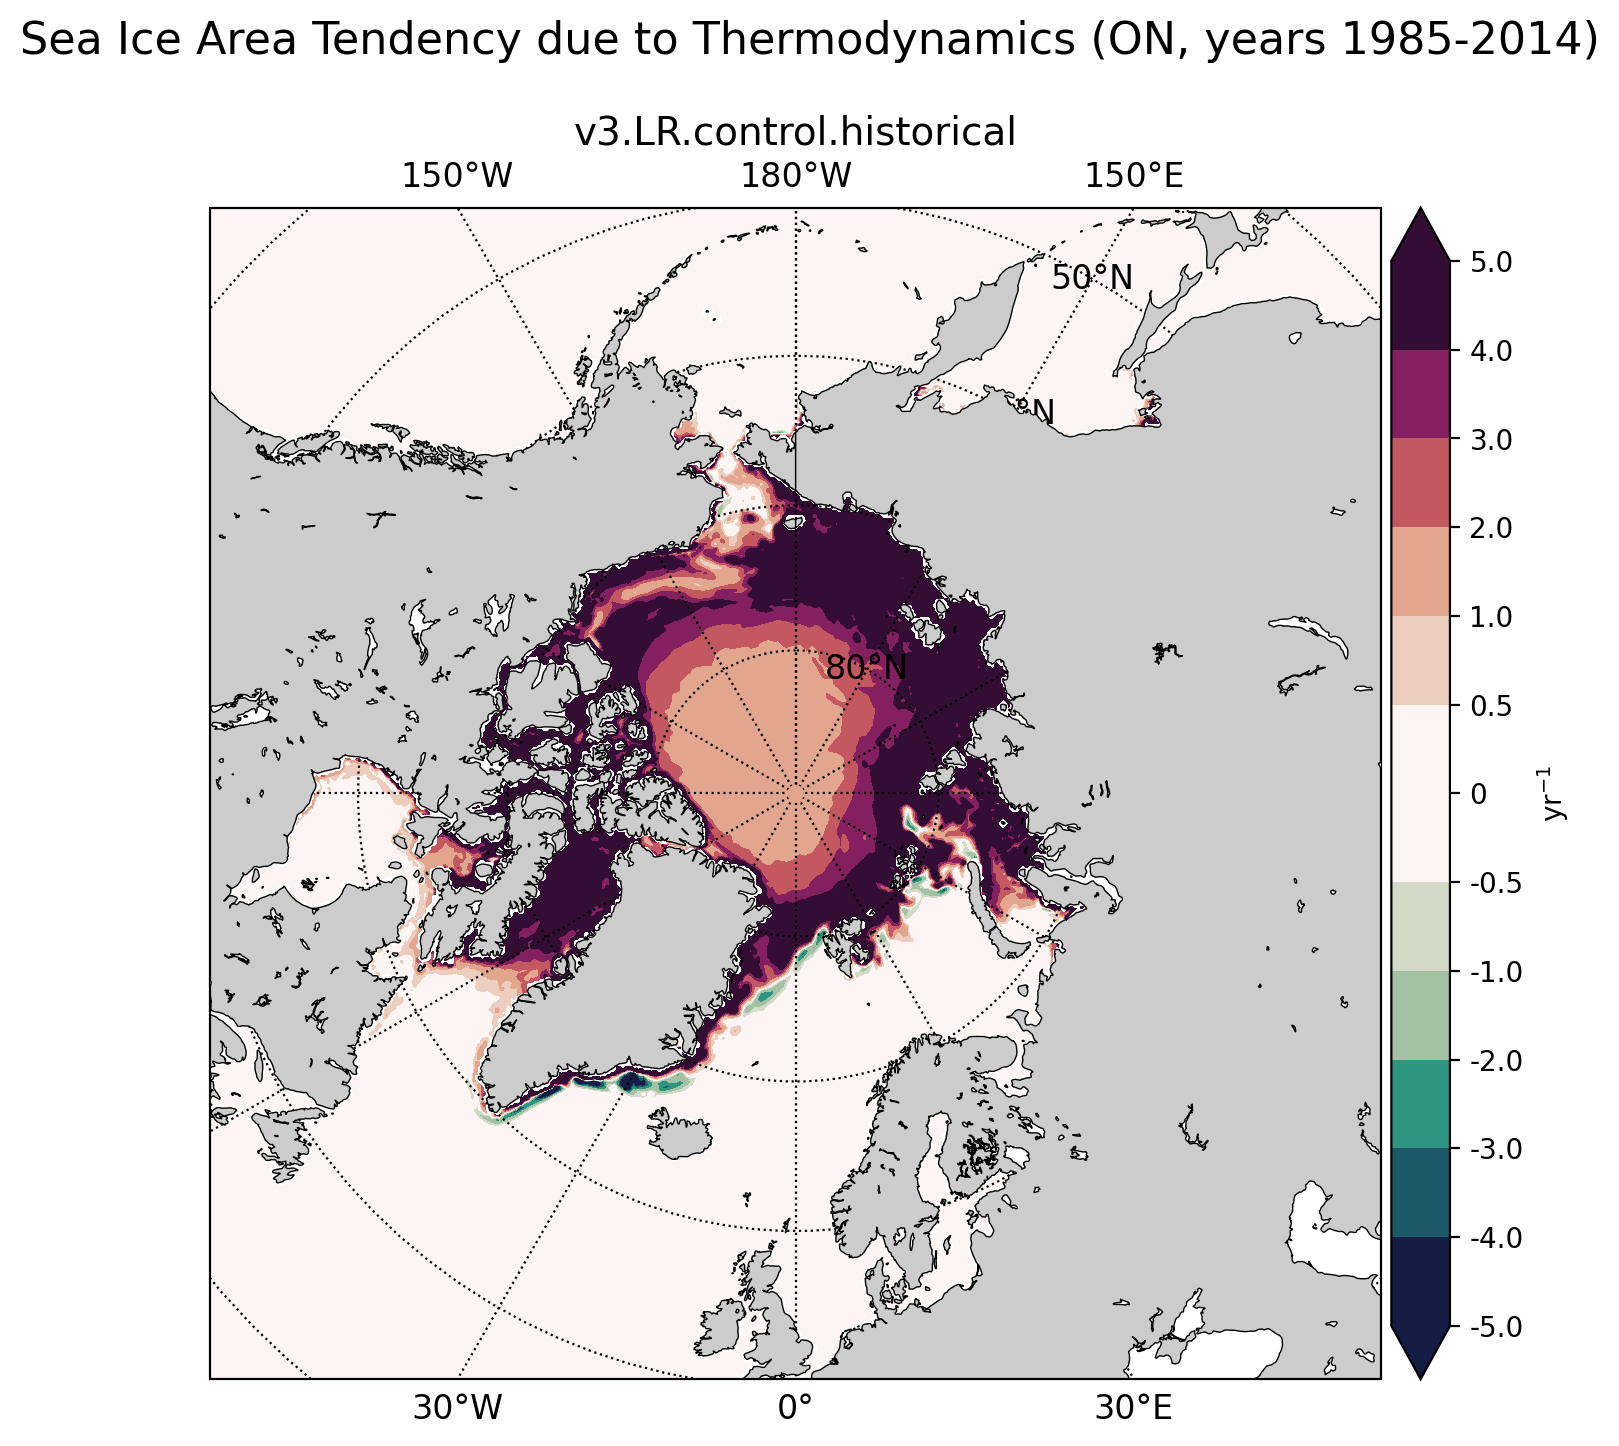 Sea Ice Area Tendency due to Thermodynamics (ON, years 1985-2014)
v3.LR.control.historical
150°W 180°W 150°E
50°N
°N
80°N
5.0
4.0
3.0
2.0
1.0
0.5
0
-0.5
-1.0
-2.0
-3.0
-4.0
-5.0
yr⁻¹
30°W 0° 30°E